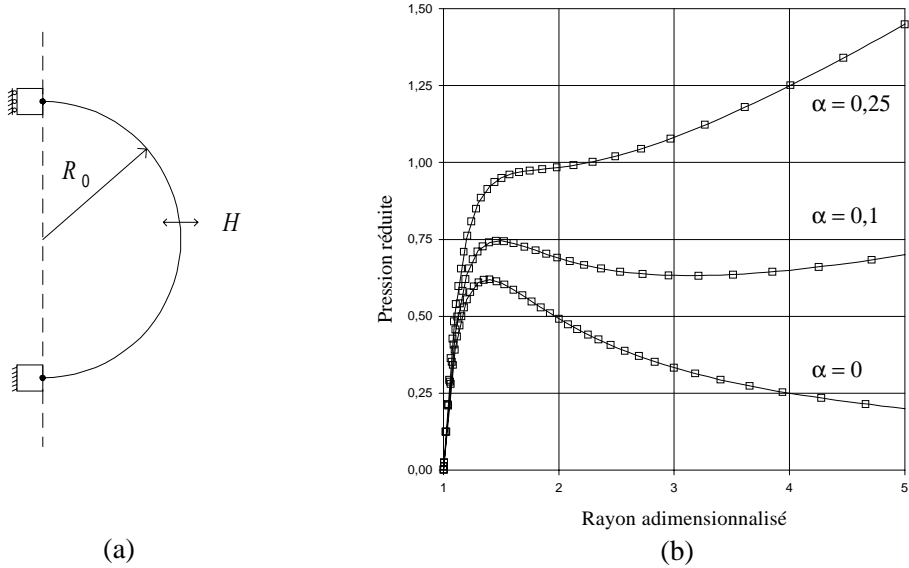 R0
H
(a)
1,50
1,25
1,00
0,75
0,50
0,25
0,00
Pression réduite
α = 0,25
α = 0,1
α = 0
1 2 3 4 5
Rayon adimensionnalisé
(b)